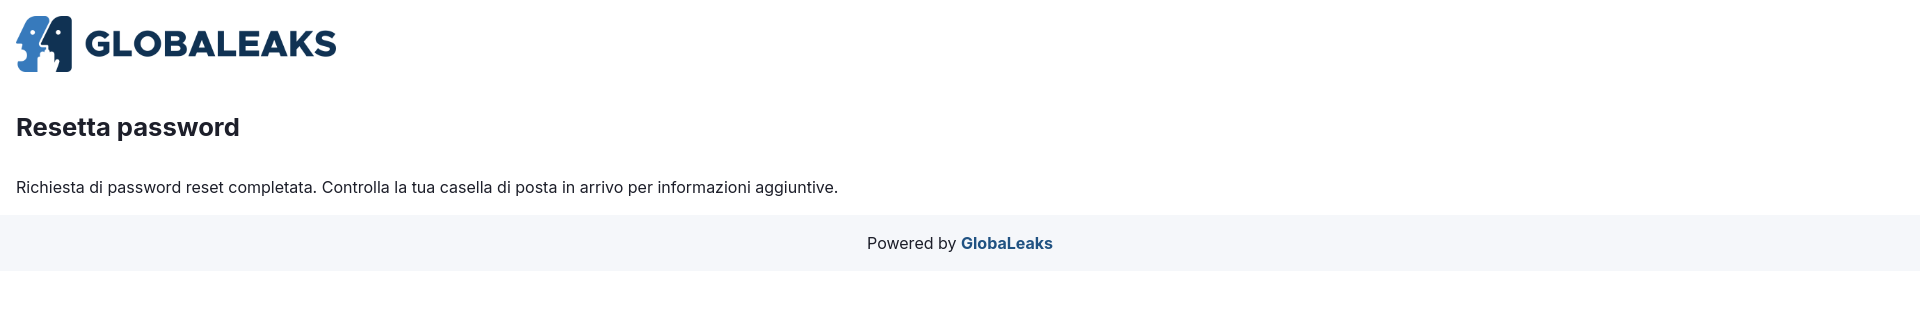 GLOBALEAKS
Resetta password
Richiesta di password reset completata. Controlla la tua casella di posta in arrivo per informazioni aggiuntive.
Powered by GlobaLeaks